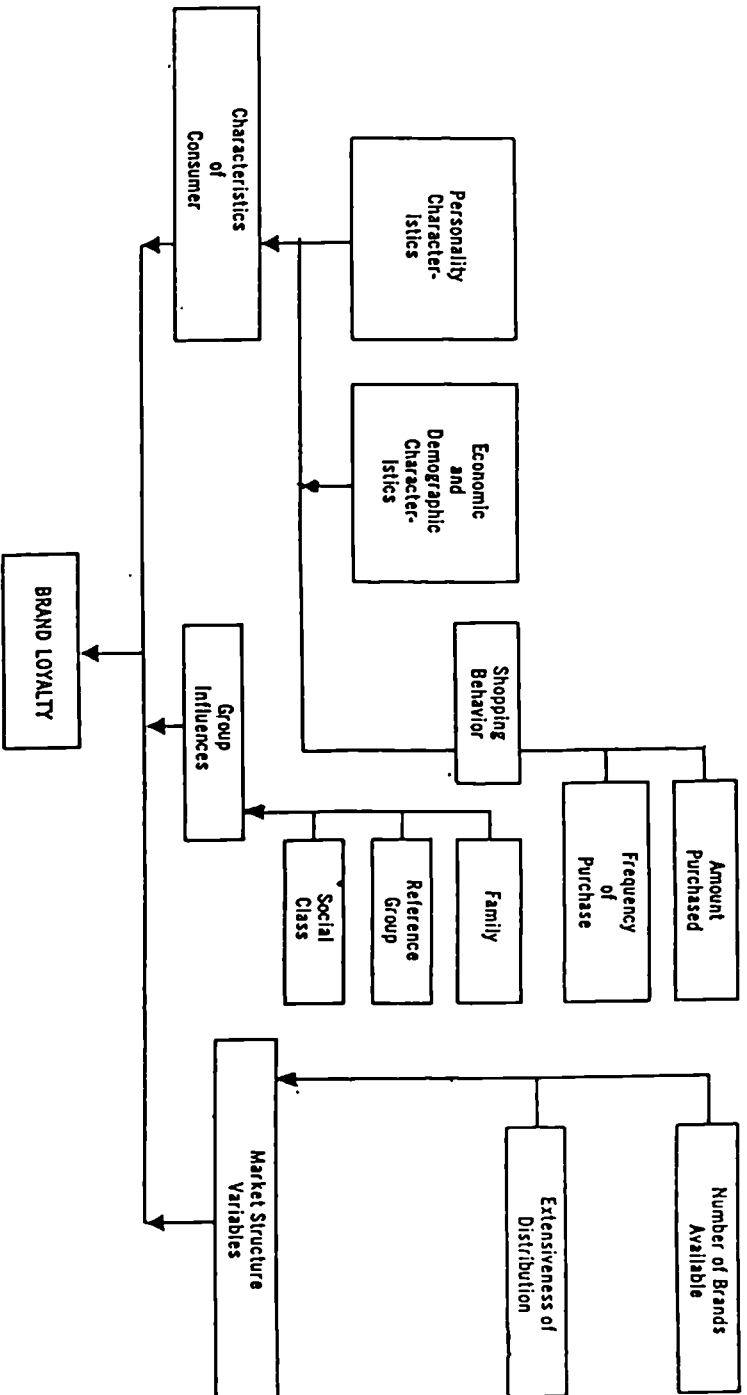 Amount
Purchased
Number of Brands
Available
Frequency
of
Purchase
Extensiveness of
Distribution
Personality
Character-
istics
Economic
and
Demographic
Character-
istics
Shopping
Behavior
Family
Reference
Group
Social
Class
Characteristics
of
Consumer
Group
Influences
Market Structure
Variables
BRAND LOYALTY